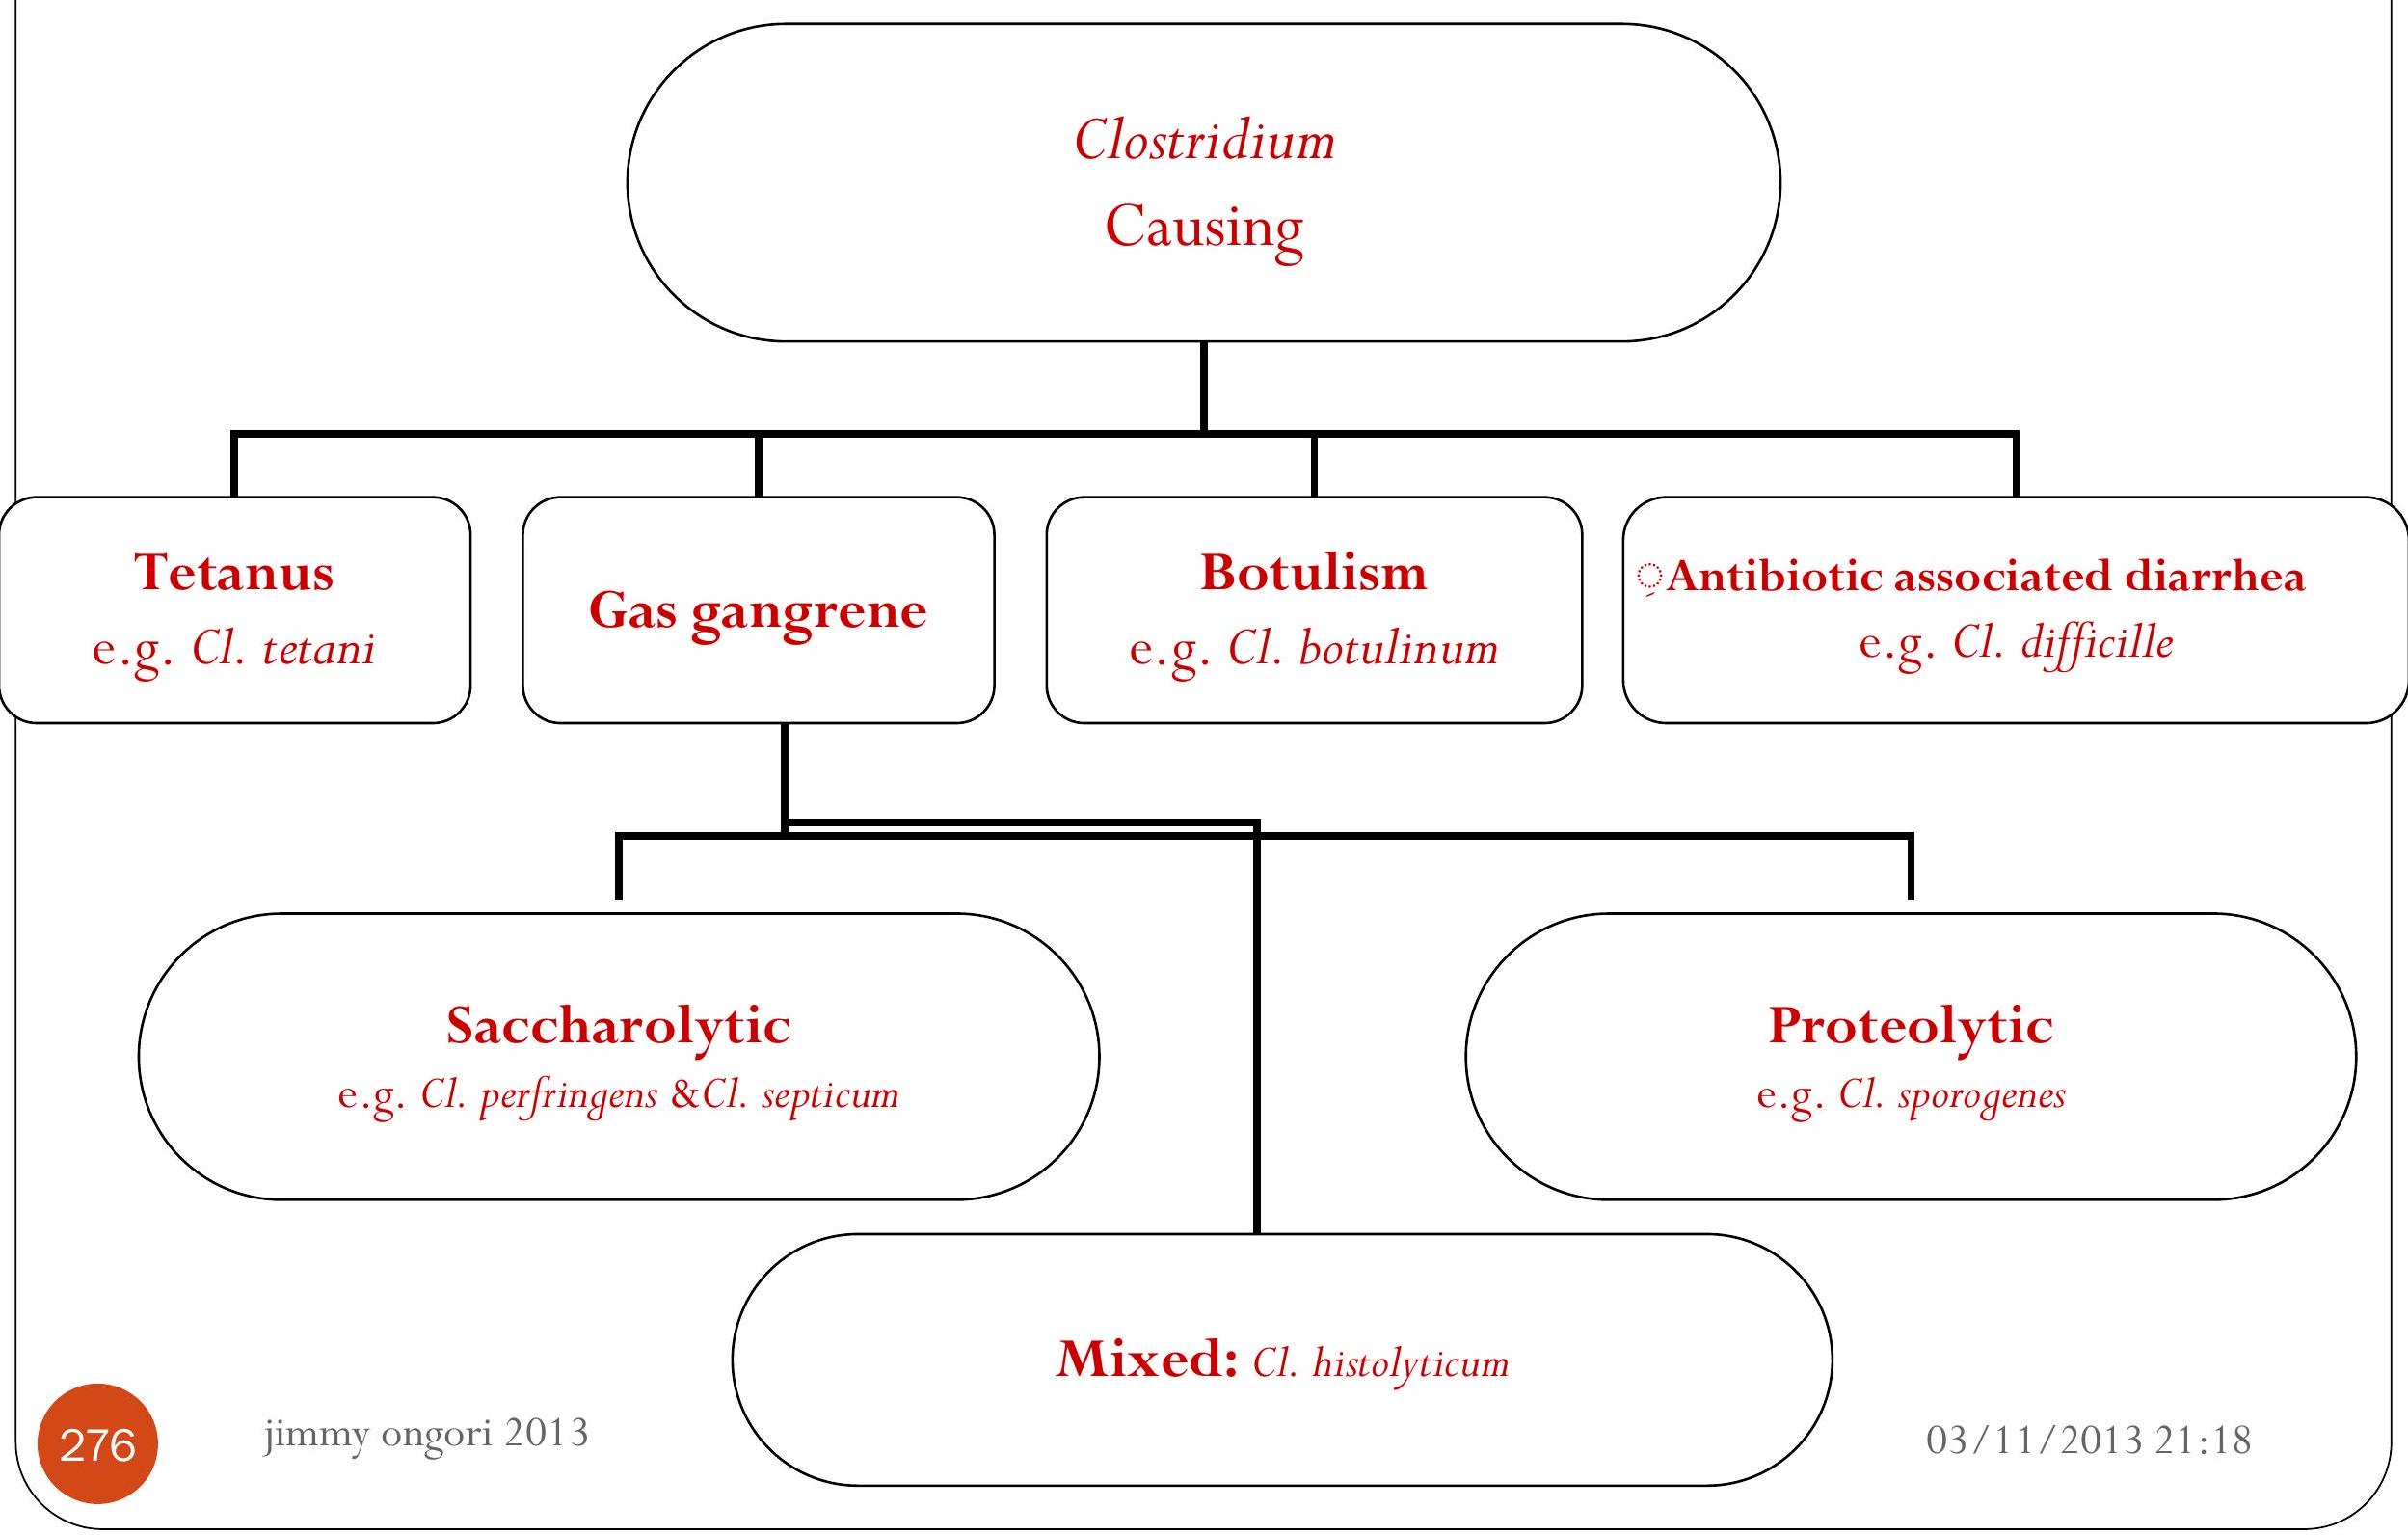 Clostridium
Causing
Tetanus
e.g. Cl. tetani
Gas gangrene
Botulism
e.g. Cl. botulinum
Antibiotic associated diarrhea
e.g. Cl. difficille
Saccharolytic
e.g. Cl. perfringens &Cl. septicum
Proteolytic
e.g. Cl. sporogenes
Mixed: Cl. histolyticum
276
jimmy ongori 2013
03/11/2013 21:18